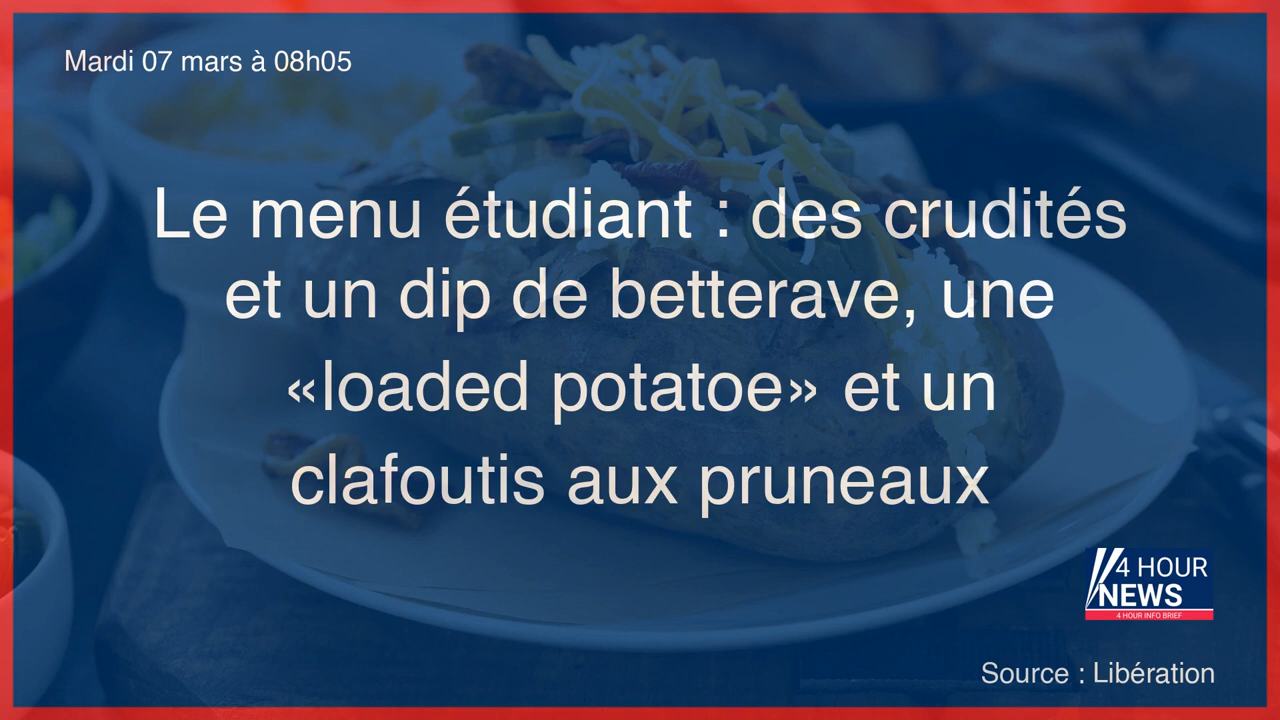 Mardi 07 mars à 08h05
Le menu étudiant : des crudités
et un dip de betterave, une
«loaded potatoe» et un
clafoutis aux pruneaux
4 HOUR
NEWS
4 HOUR INFO BRIEF
Source : Libération